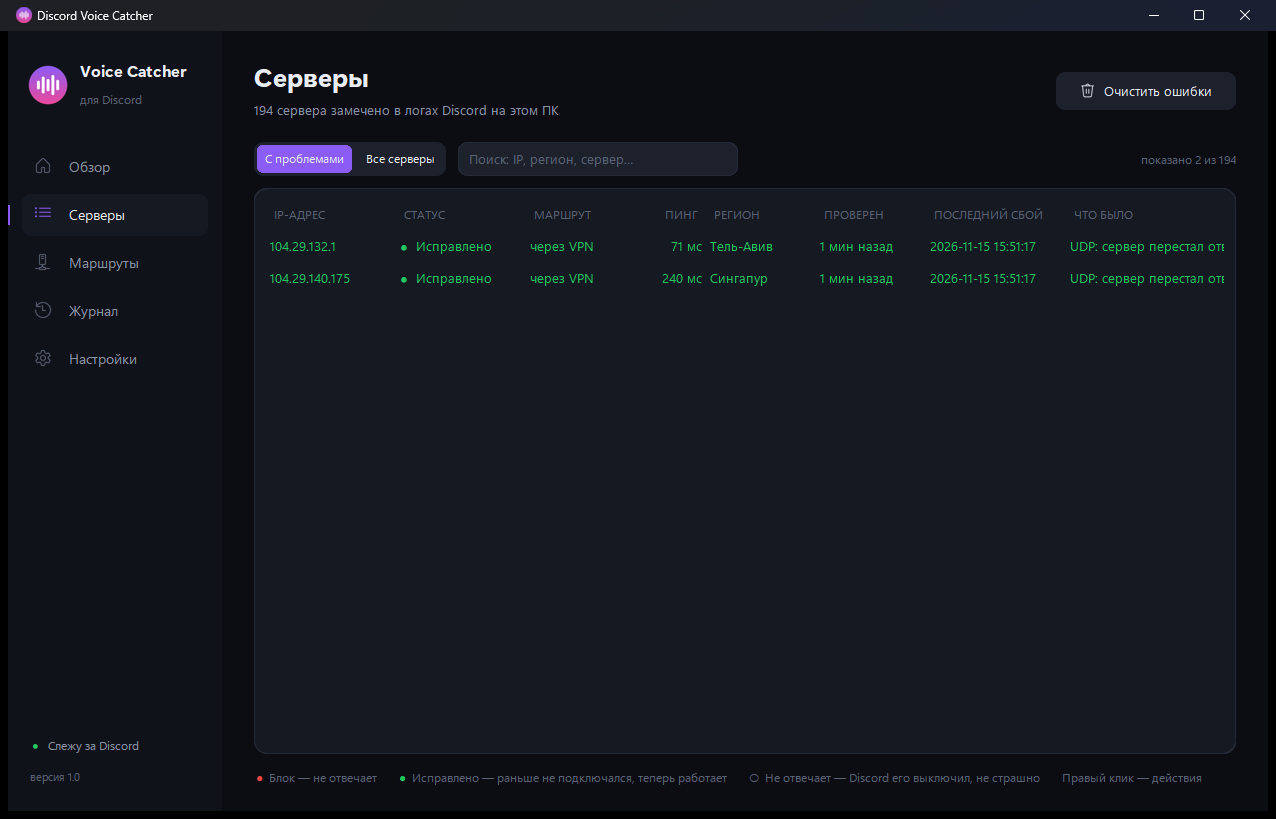 Discord Voice Catcher
Voice Catcher
для Discord
Обзор
Серверы
Маршруты
Журнал
Настройки
Слежу за Discord
версия 1.0
Серверы
194 сервера замечено в логах Discord на этом ПК
Очистить ошибки
С проблемами Все серверы Поиск: IP, регион, сервер... показано 2 из 194
IP-АДРЕС СТАТУС МАРШРУТ ПИНГ РЕГИОН ПРОВЕРЕН ПОСЛЕДНИЙ СБОЙ ЧТО БЫЛО
104.29.132.1 Исправлено через VPN 71 мс Тель-Авив 1 мин назад 2026-11-15 15:51:17 UDP: сервер перестал отв
104.29.140.175 Исправлено через VPN 240 мс Сингапур 1 мин назад 2026-11-15 15:51:17 UDP: сервер перестал отв
Блок — не отвечает Исправлено — раньше не подключался, теперь работает Не отвечает — Discord его выключил, не страшно Правый клик — действия